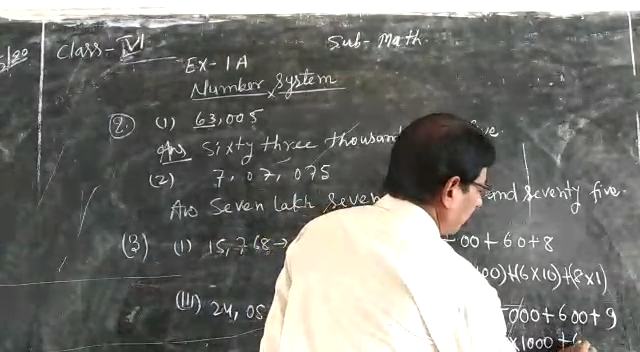 Class - VI Sub - Math.
Ex - 1A
Number system
2. (1) 63,005
Ans Sixty three thousand
(2) 7,07,075
Ans Seven lakh seven and seventy five.
(3) (1) 15,768→ 00+60+8
00)+(6×10)+(8×1)
(III) 24,05 000+600+9
×1000+